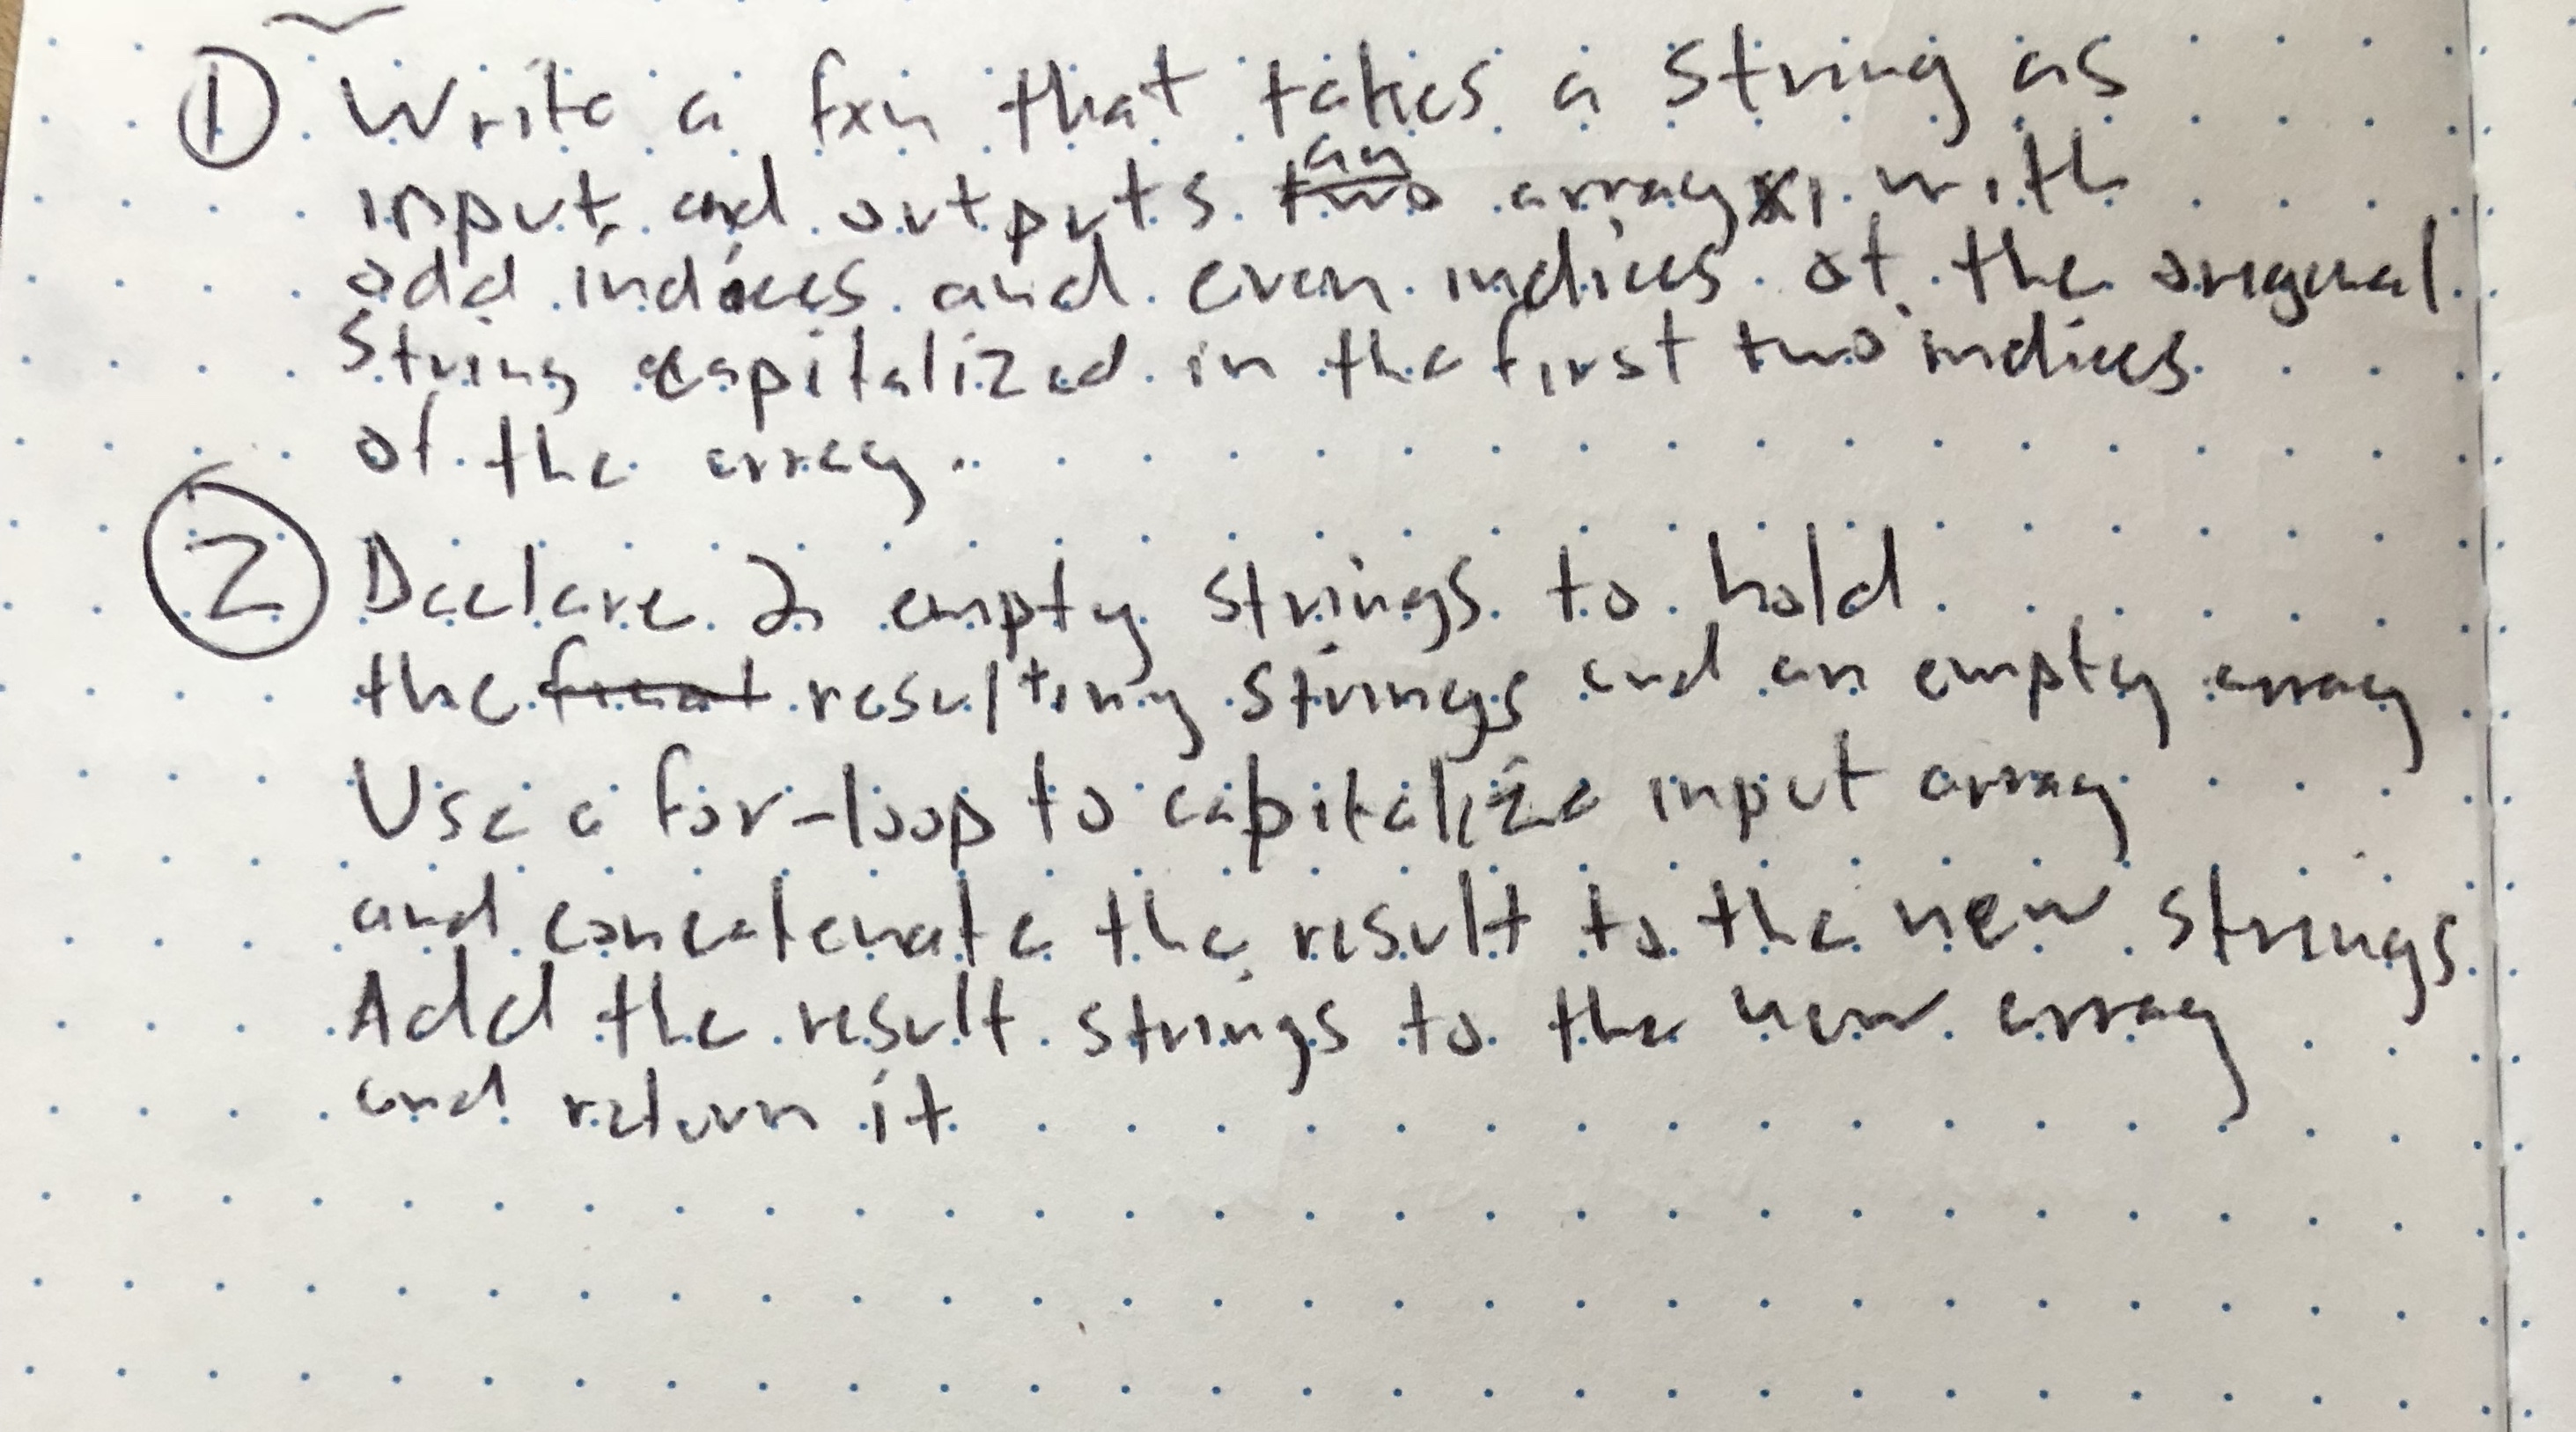 ① Write a fxn that takes a string as
input, and outputs an array, with
odd indices and even indices of the original
string capitalized in the first two indices
of the array.
② Declare 2 empty strings to hold
the resulting strings and an empty array
Use a for-loop to capitalize input array
and concatenate the result to the new strings
Add the result strings to the new array
and return it